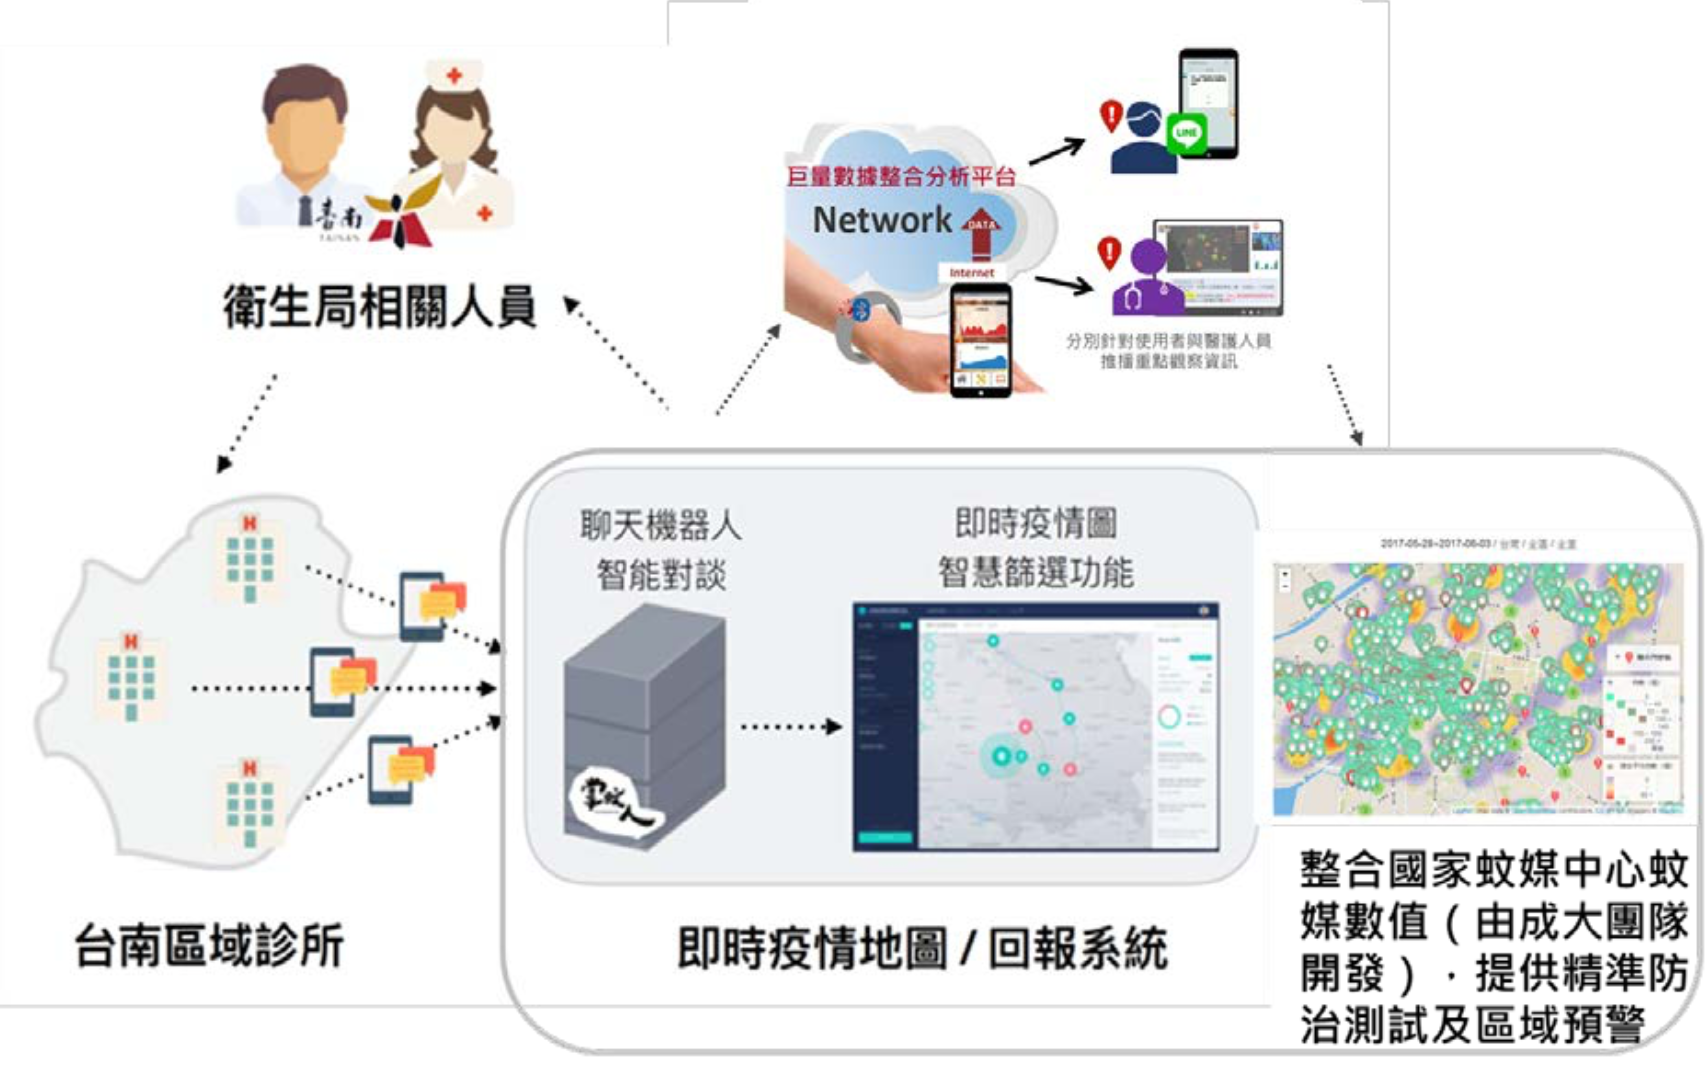 臺南
TAINAN
衛生局相關人員
巨量數據整合分析平台
Network
DATA
Internet
LINE
分別針對使用者與醫護人員
推播重點觀察資訊
H
H
H
台南區域診所
聊天機器人
智能對談
掌蚊人
即時疫情圖
智慧篩選功能
即時疫情地圖 / 回報系統
2017-05-28~2017-06-03 / 台灣 / 全區 / 全里
整合國家蚊媒中心蚊
媒數值（由成大團隊
開發），提供精準防
治測試及區域預警